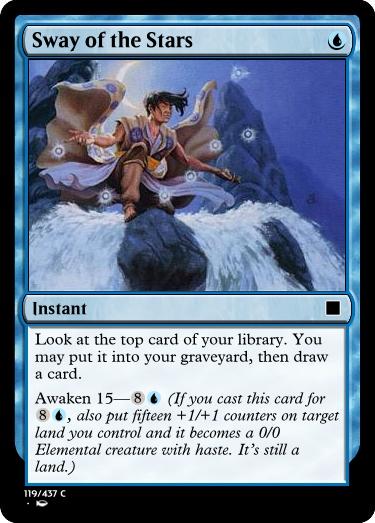 Sway of the Stars
Instant
Look at the top card of your library. You
may put it into your graveyard, then draw
a card.
Awaken 15—8 (If you cast this card for
8, also put fifteen +1/+1 counters on target
land you control and it becomes a 0/0
Elemental creature with haste. It's still a
land.)
119/437 C